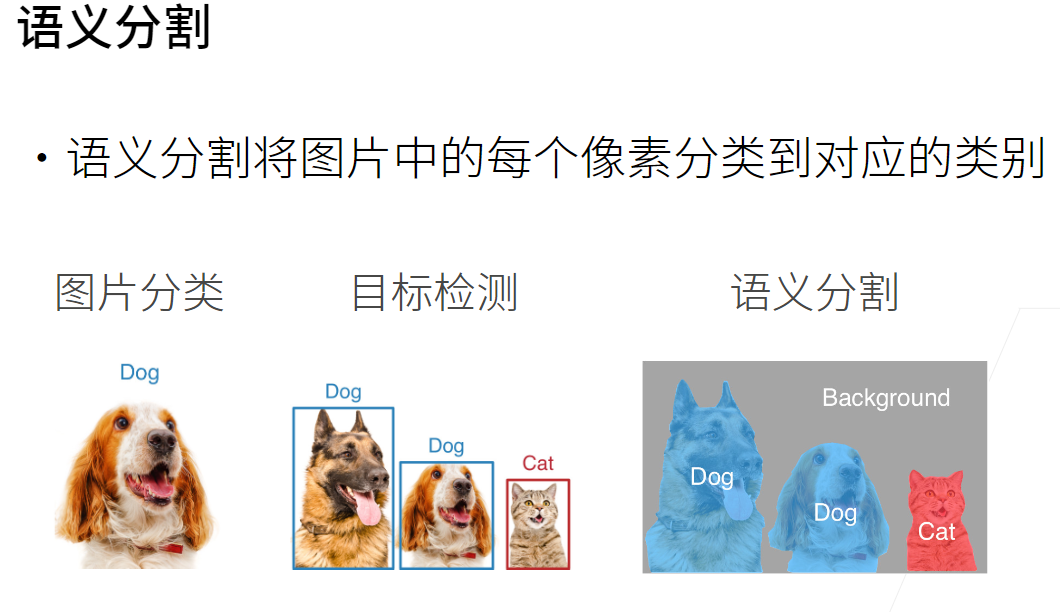 语义分割
• 语义分割将图片中的每个像素分类到对应的类别
图片分类
目标检测
语义分割
Dog
Dog
Dog
Cat
Background
Dog
Dog
Cat